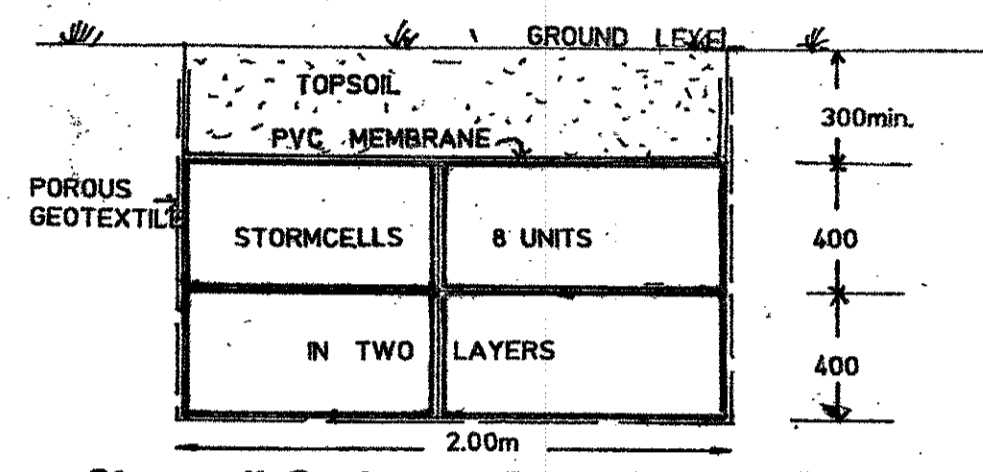 GROUND LEVEL
TOPSOIL
300min.
PVC MEMBRANE
POROUS
GEOTEXTILE
STORMCELLS 8 UNITS
400
IN TWO LAYERS
400
2.00m